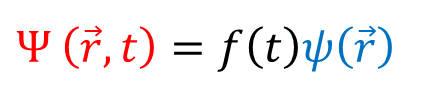 Ψ(r⃗, t) = f(t)ψ(r⃗)